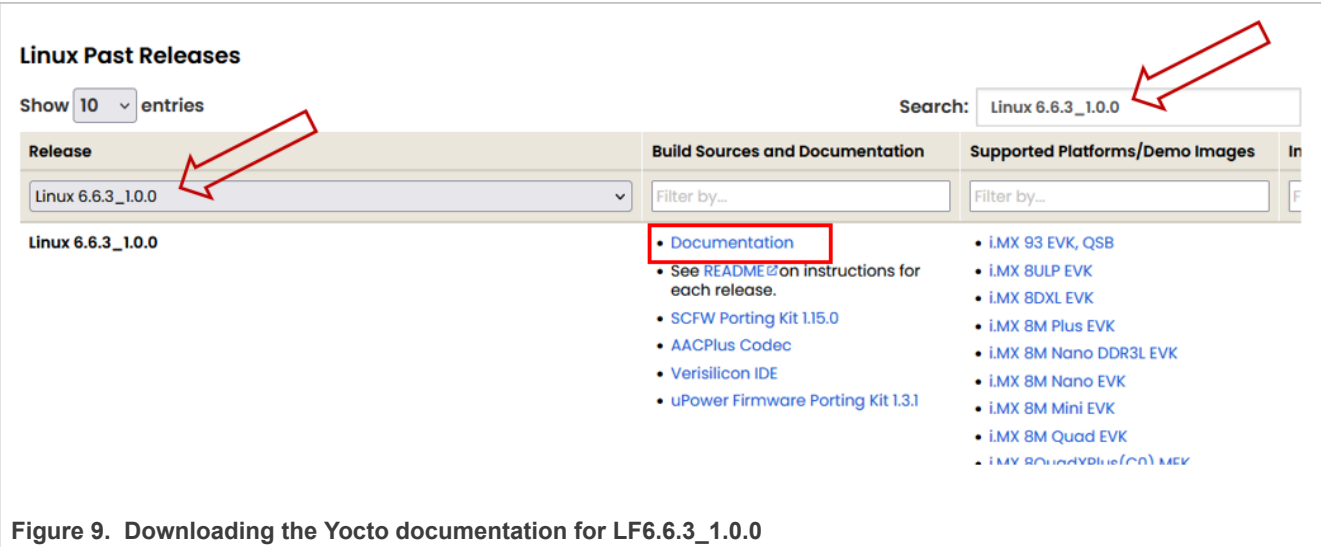 Linux Past Releases
Show 10 entries
Search: Linux 6.6.3_1.0.0
Release
Build Sources and Documentation
Supported Platforms/Demo Images
In
Linux 6.6.3_1.0.0
Filter by...
Filter by...
F
Linux 6.6.3_1.0.0
• Documentation
• See README on instructions for
each release.
• SCFW Porting Kit 1.15.0
• AACPlus Codec
• Verisilicon IDE
• uPower Firmware Porting Kit 1.3.1
• i.MX 93 EVK, QSB
• i.MX 8ULP EVK
• i.MX 8DXL EVK
• i.MX 8M Plus EVK
• i.MX 8M Nano DDR3L EVK
• i.MX 8M Nano EVK
• i.MX 8M Mini EVK
• i.MX 8M Quad EVK
• i.MX 8QuadXPlus(C0) MEK
Figure 9. Downloading the Yocto documentation for LF6.6.3_1.0.0